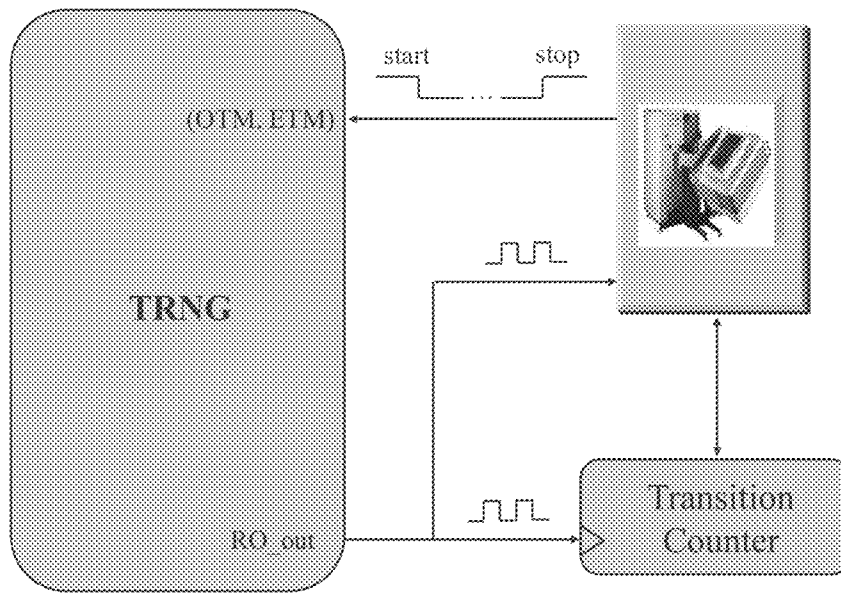 start
stop
(OTM, ETM)
TRNG
RO_out
Transition
Counter